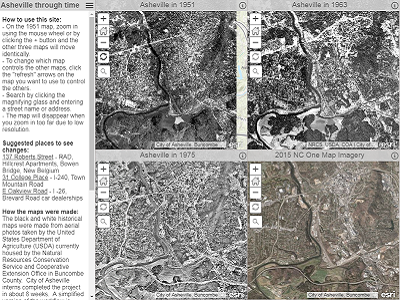 Asheville through time
How to use this site:
- On the 1951 map, zoom in
using the mouse wheel or by
clicking the + button and the
other three maps will move
identically.
- To change which map
controls the other maps, click
the "refresh" arrows on the
map you want to use to control
the others.
- Search by clicking the
magnifying glass and entering
a street name or address.
- The map will disappear when
you zoom in too far due to low
resolution.
Suggested places to see
changes:
137 Roberts Street - RAD,
Hillcrest Apartments, Bowen
Bridge, New Belgium
31 College Place - I-240, Town
Mountain Road
E Oakview Road - I -26,
Brevard Road car dealerships
How the maps were made:
The black and white historical
maps were made from aerial
photos taken by the United
States Department of
Agriculture (USDA) currently
housed by the Natural
Resources Conservation
Service and Cooperative
Extension Office in Buncombe
County. City of Asheville
interns completed the project
in about 6 weeks. A simplified
Asheville in 1951
City of Asheville, Buncombe
esri
Asheville in 1963
NRCS, USDA, COA | City of
esri
Asheville in 1975
City of Asheville, Buncombe
esri
2015 NC One Map Imagery
City of Asheville, Buncombe
esri